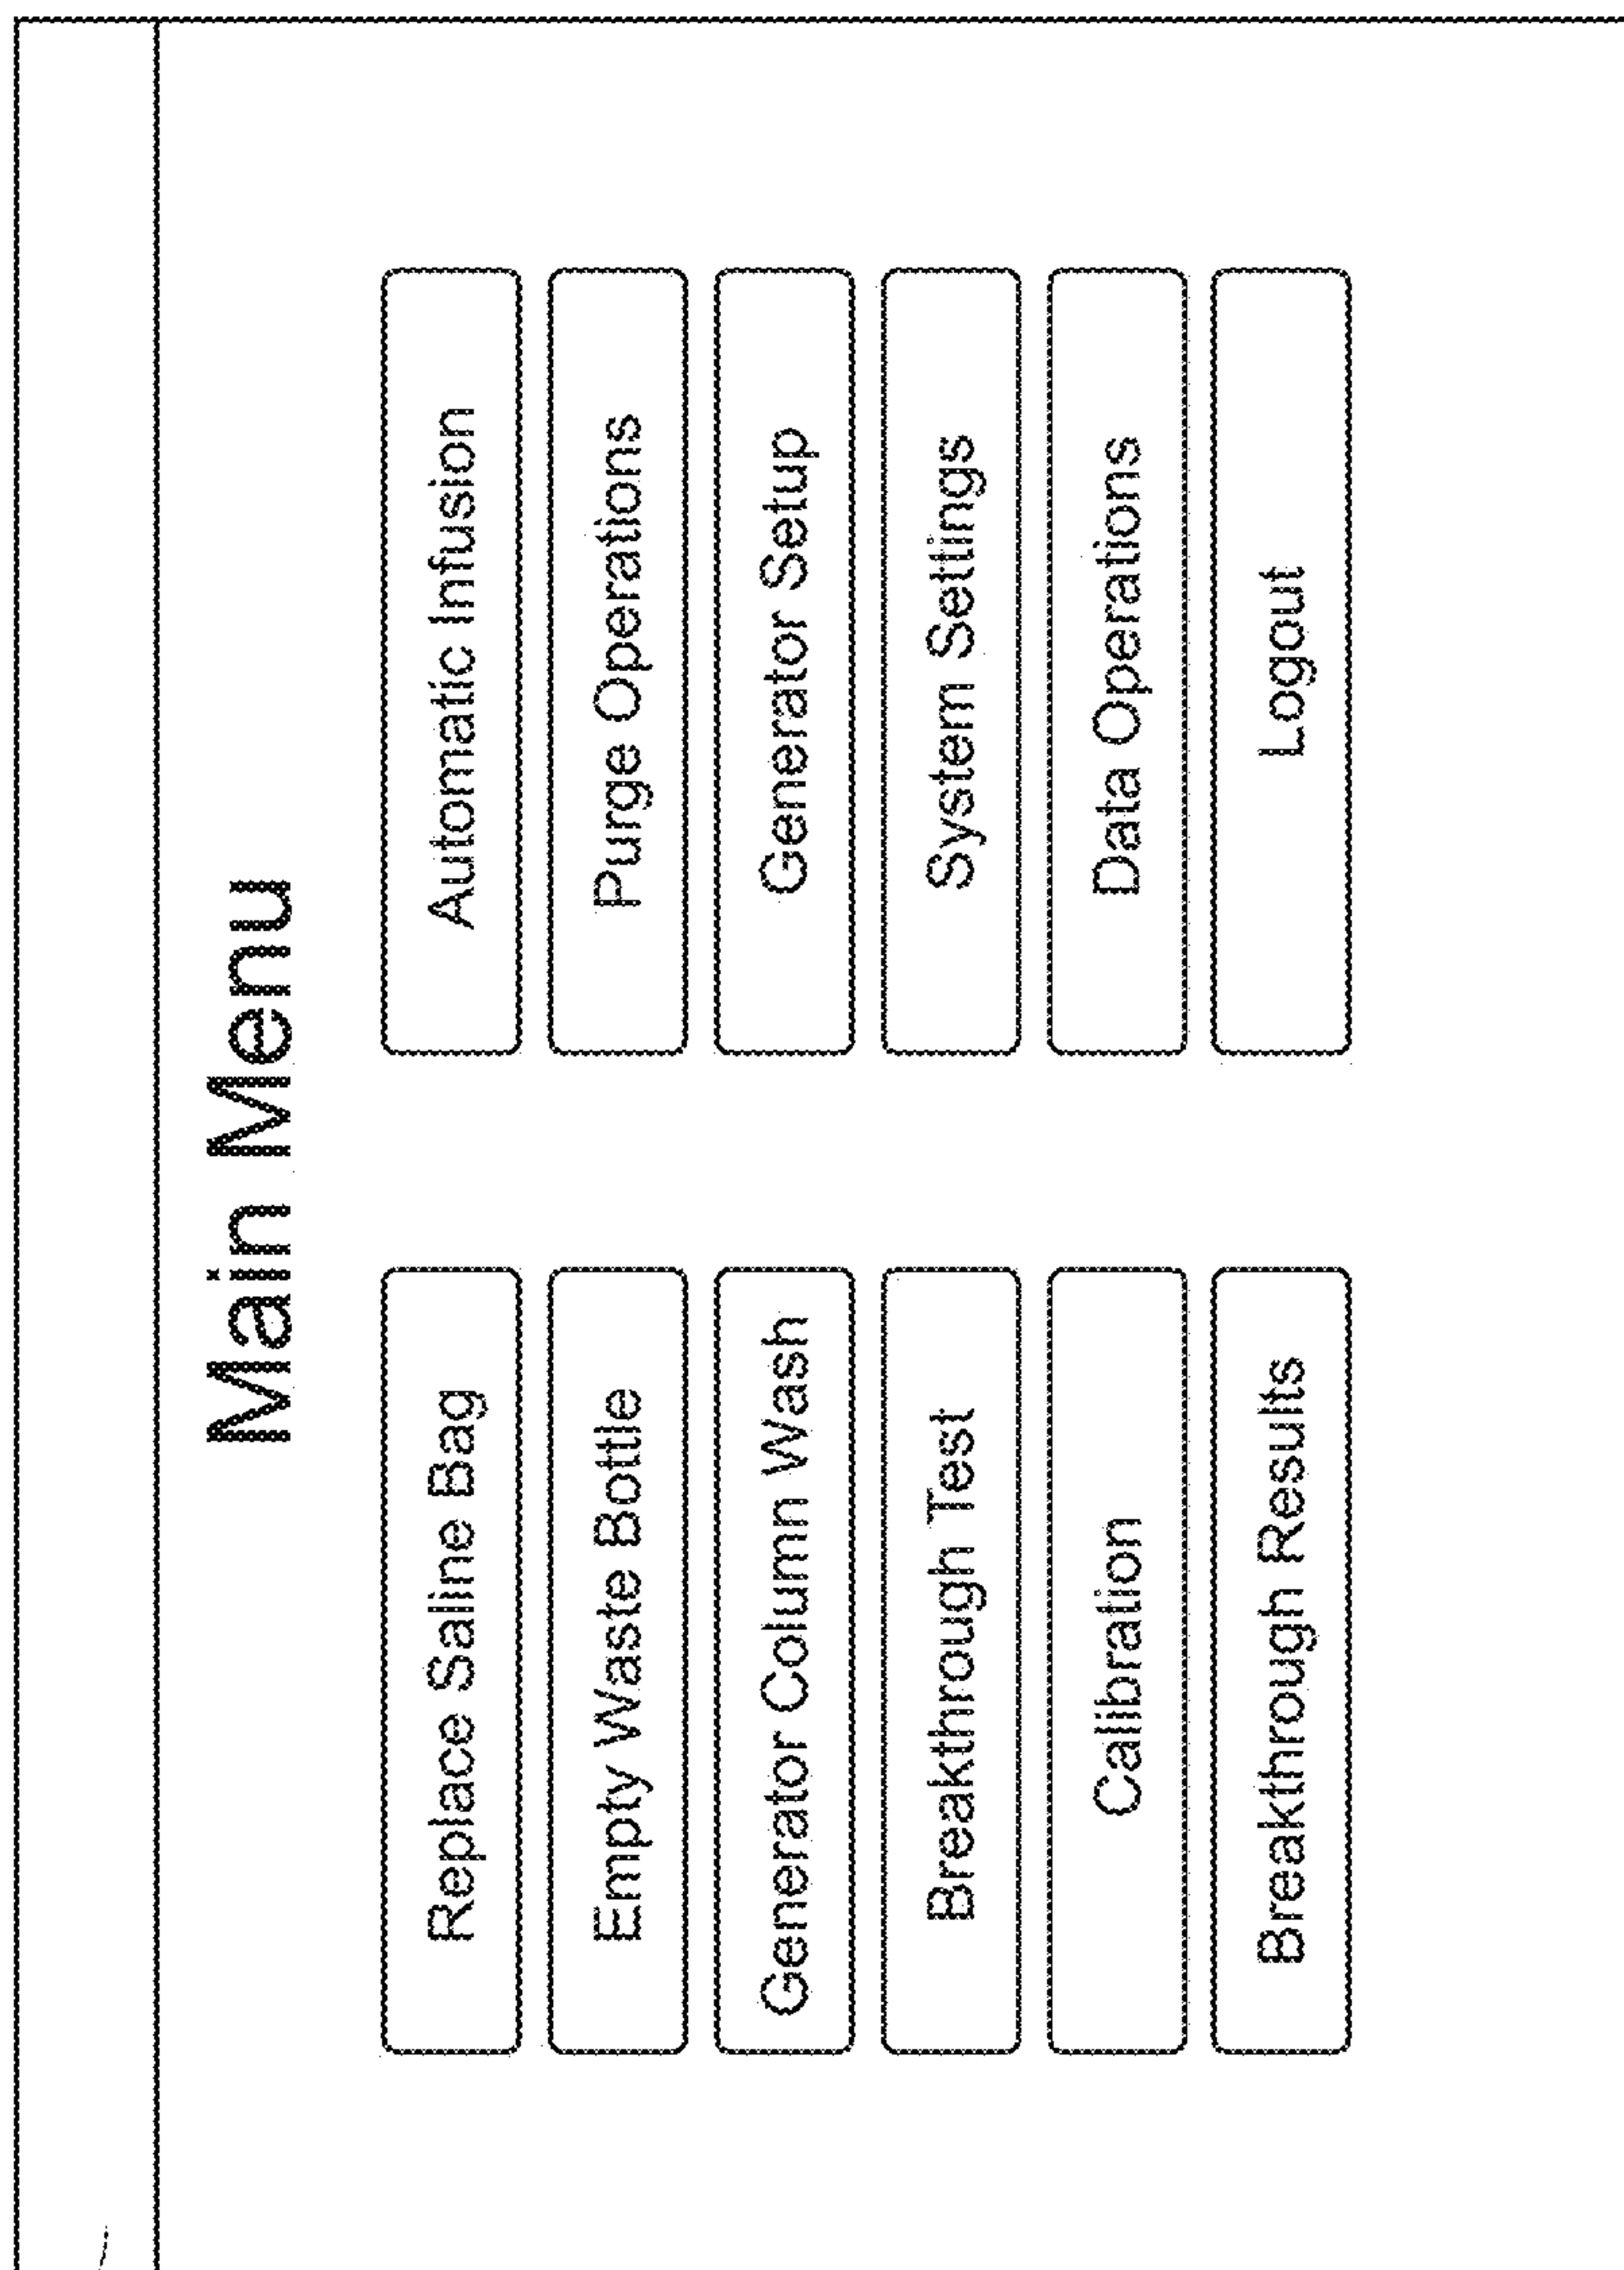 Main Menu
Replace Saline Bag
Automatic Infusion
Empty Waste Bottle
Purge Operations
Generator Column Wash
Generator Setup
Breakthrough Test
System Settings
Calibration
Data Operations
Breakthrough Results
Logout